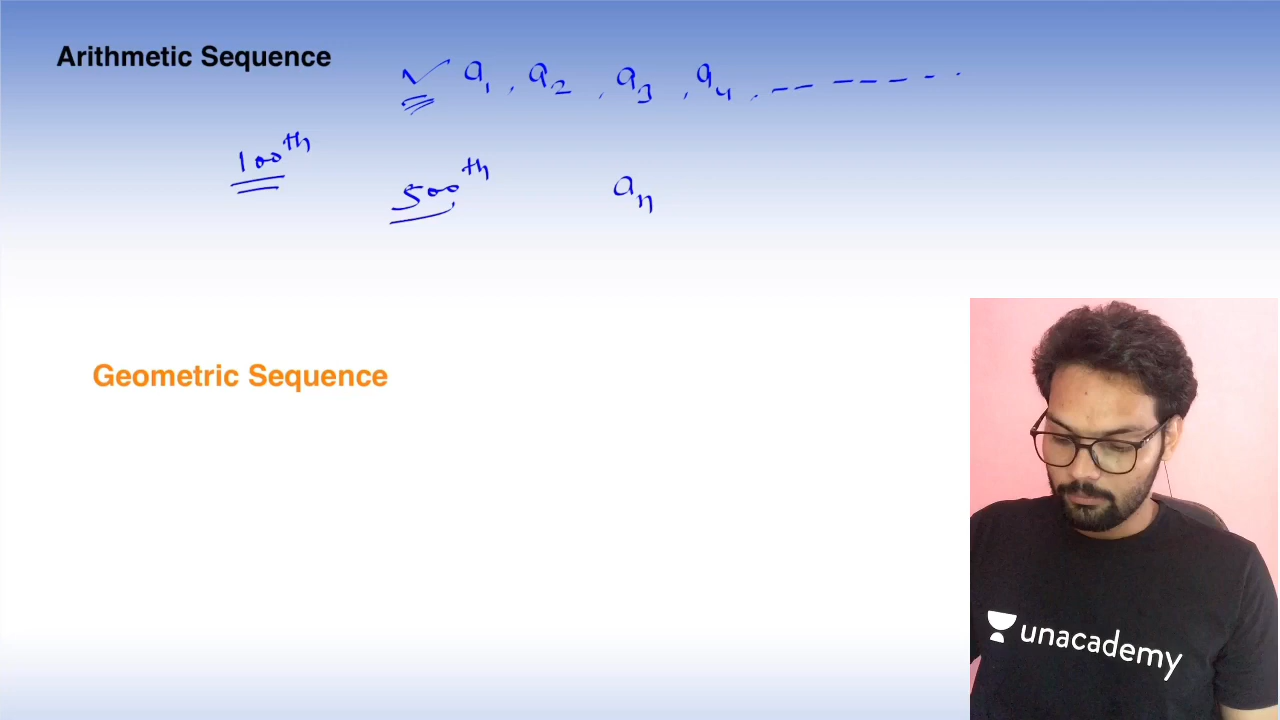 Arithmetic Sequence
a₁, a₂, a₃, a₄, -- -----
100th 500th aₙ
Geometric Sequence
unacademy